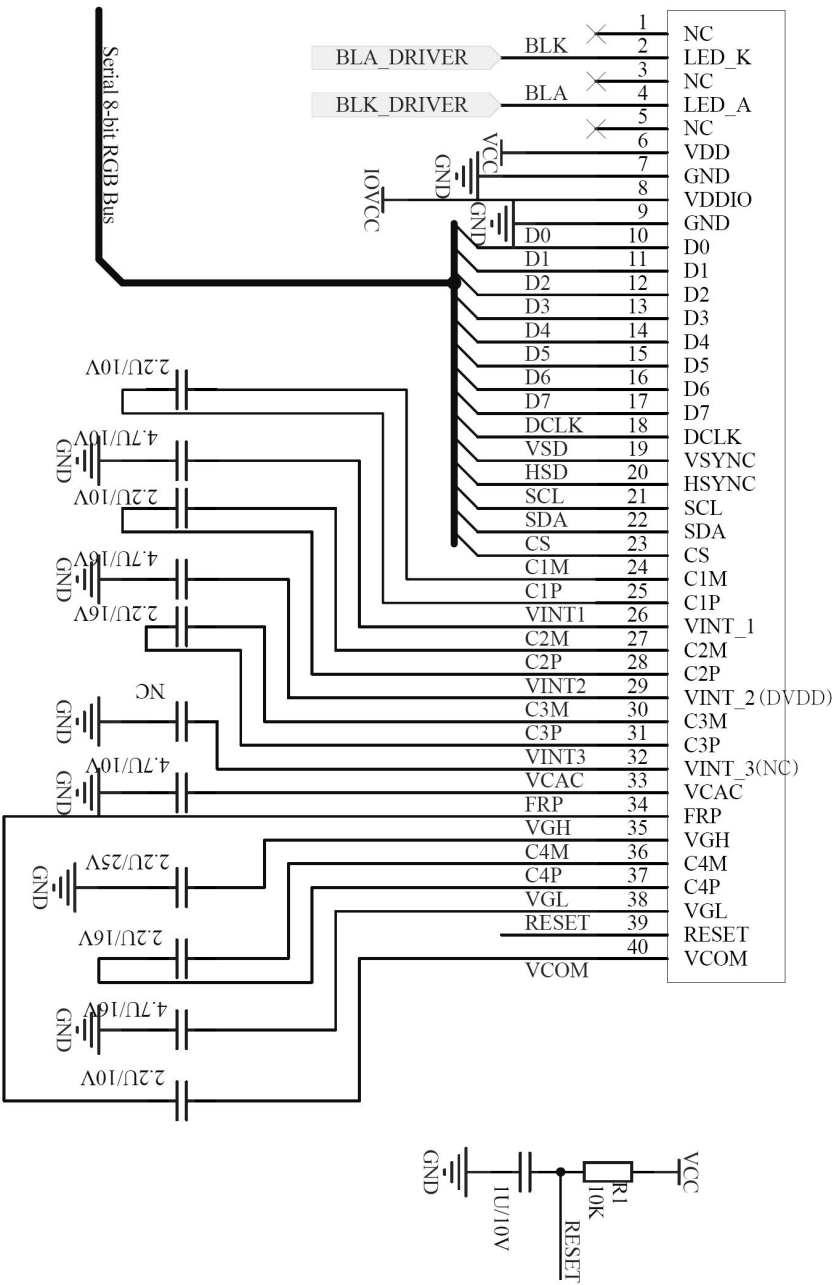 Serial 8-bit RGB Bus
BLA_DRIVER
BLK_DRIVER
BLK
BLA
VCC
GND
IOVCC
GND
1 NC
2 LED_K
3 NC
4 LED_A
5 NC
6 VDD
7 GND
8 VDDIO
9 GND
D0 10 D0
D1 11 D1
D2 12 D2
D3 13 D3
D4 14 D4
D5 15 D5
D6 16 D6
D7 17 D7
DCLK 18 DCLK
VSD 19 VSYNC
HSD 20 HSYNC
SCL 21 SCL
SDA 22 SDA
CS 23 CS
C1M 24 C1M
C1P 25 C1P
VINT1 26 VINT_1
C2M 27 C2M
C2P 28 C2P
VINT2 29 VINT_2(DVDD)
C3M 30 C3M
C3P 31 C3P
VINT3 32 VINT_3(NC)
VCAC 33 VCAC
FRP 34 FRP
VGH 35 VGH
C4M 36 C4M
C4P 37 C4P
VGL 38 VGL
RESET 39 RESET
VCOM 40 VCOM
2.2U/10V
4.7U/10V
GND
2.2U/10V
4.7U/16V
GND
2.2U/16V
NC
GND
4.7U/10V
GND
2.2U/25V
GND
2.2U/16V
4.7U/16V
GND
2.2U/10V
GND
1U/10V
R1
10K
VCC
RESET